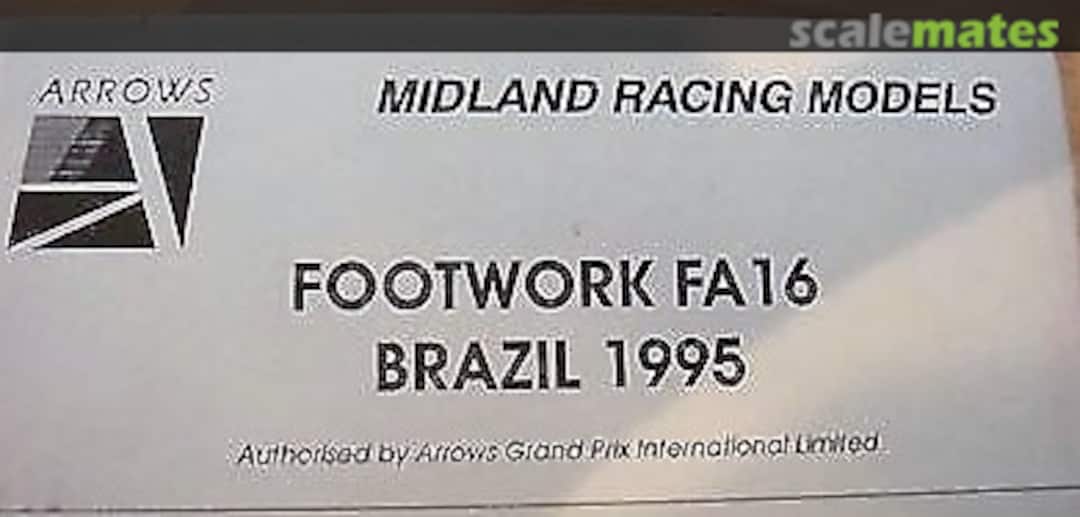 scalemates
ARROWS
MIDLAND RACING MODELS
FOOTWORK FA16
BRAZIL 1995
Authorised by Arrows Grand Prix International Limited